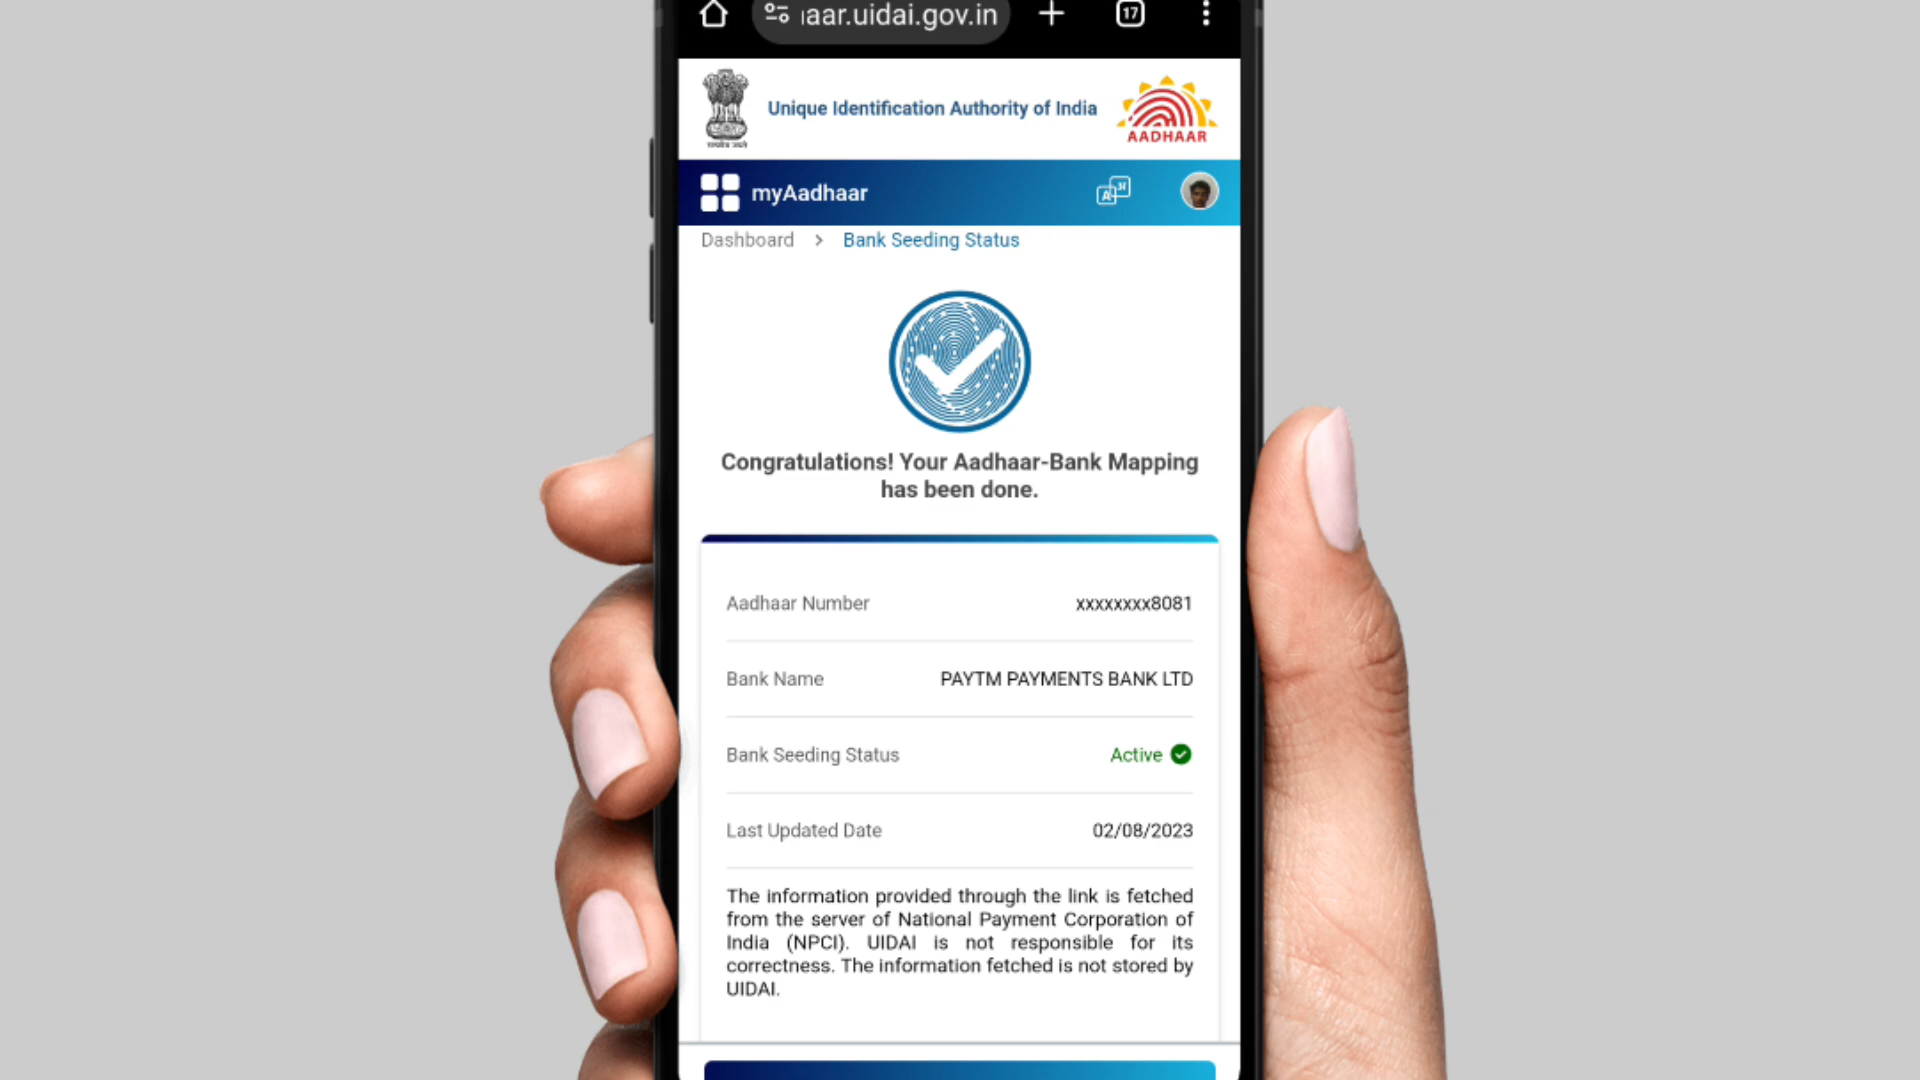 ıaar.uidai.gov.in
17
Unique Identification Authority of India
AADHAAR
myAadhaar
Dashboard > Bank Seeding Status
Congratulations! Your Aadhaar-Bank Mapping
has been done.
Aadhaar Number xxxxxxxx8081
Bank Name PAYTM PAYMENTS BANK LTD
Bank Seeding Status Active
Last Updated Date 02/08/2023
The information provided through the link is fetched
from the server of National Payment Corporation of
India (NPCI). UIDAI is not responsible for its
correctness. The information fetched is not stored by
UIDAI.